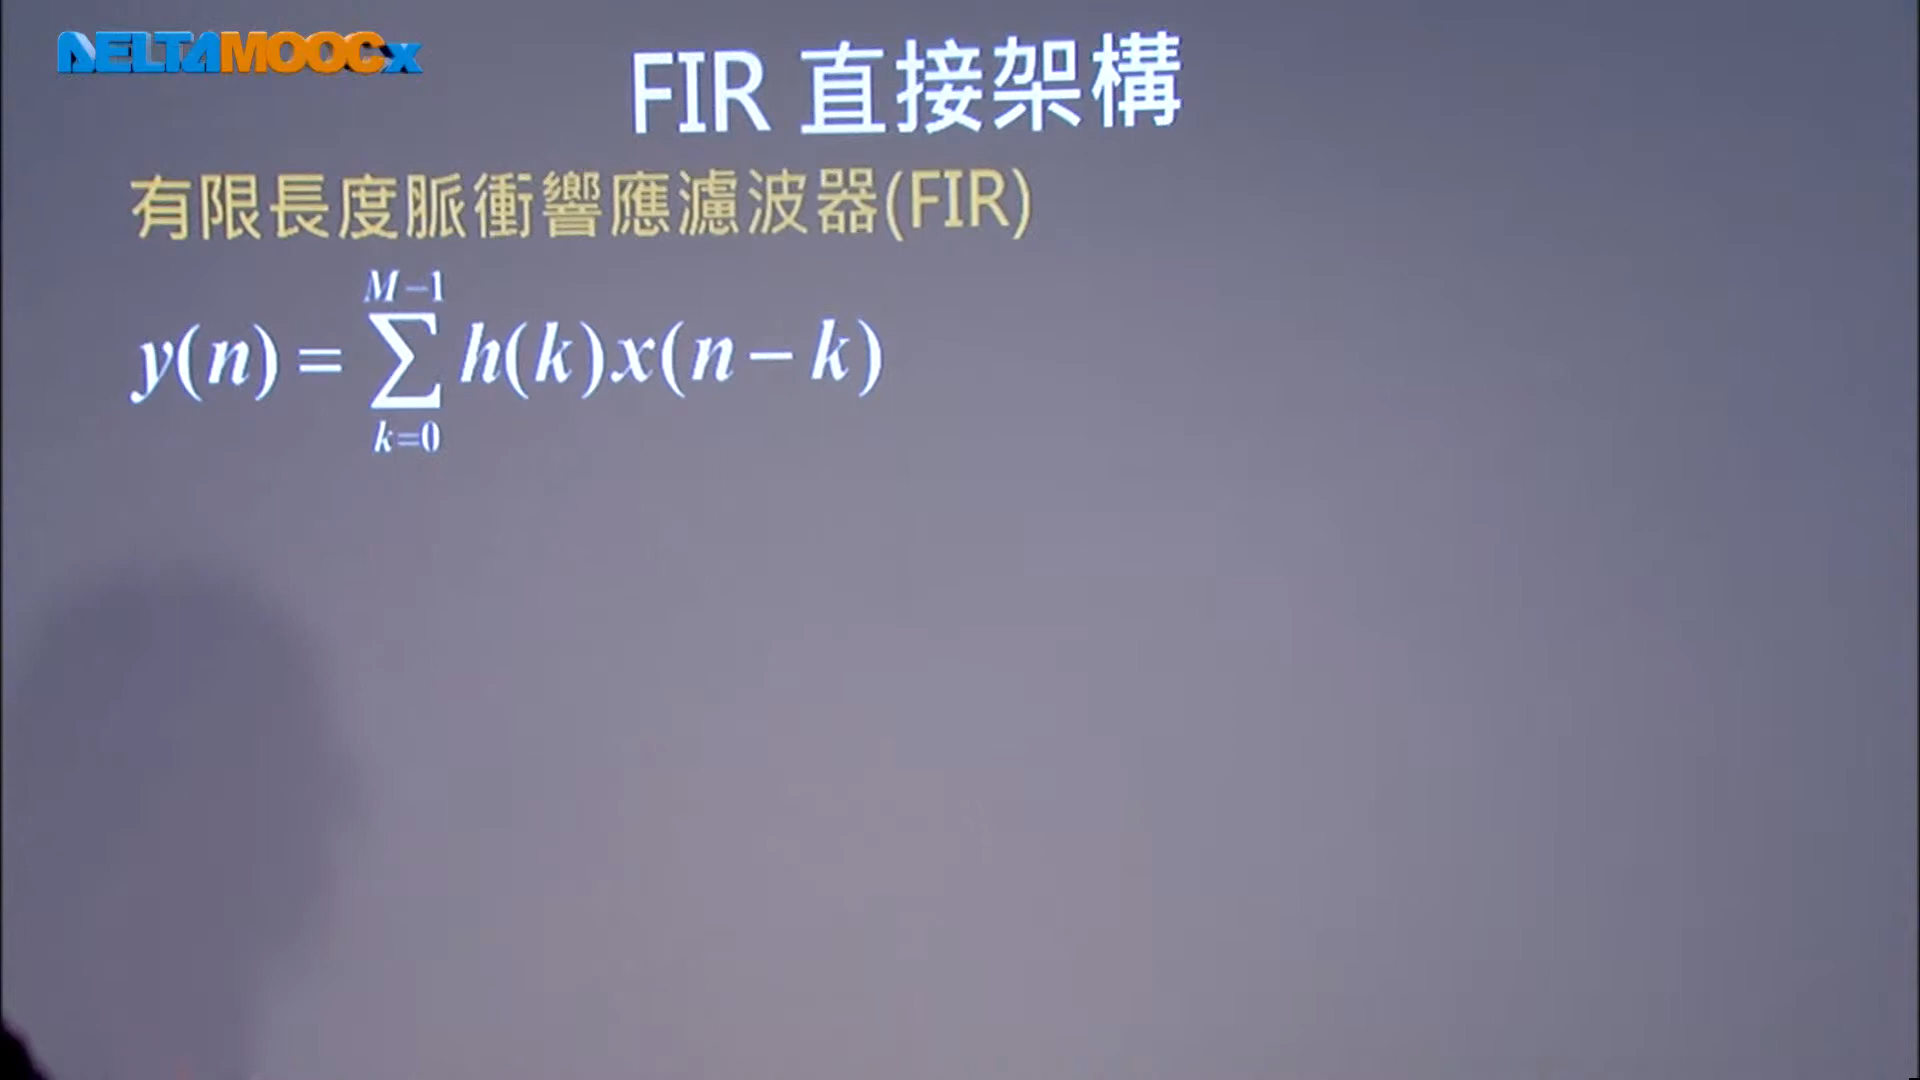 DELTAMOOCx
FIR 直接架構
有限長度脈衝響應濾波器(FIR)
y(n) = \sum_{k=0}^{M-1} h(k)x(n-k)